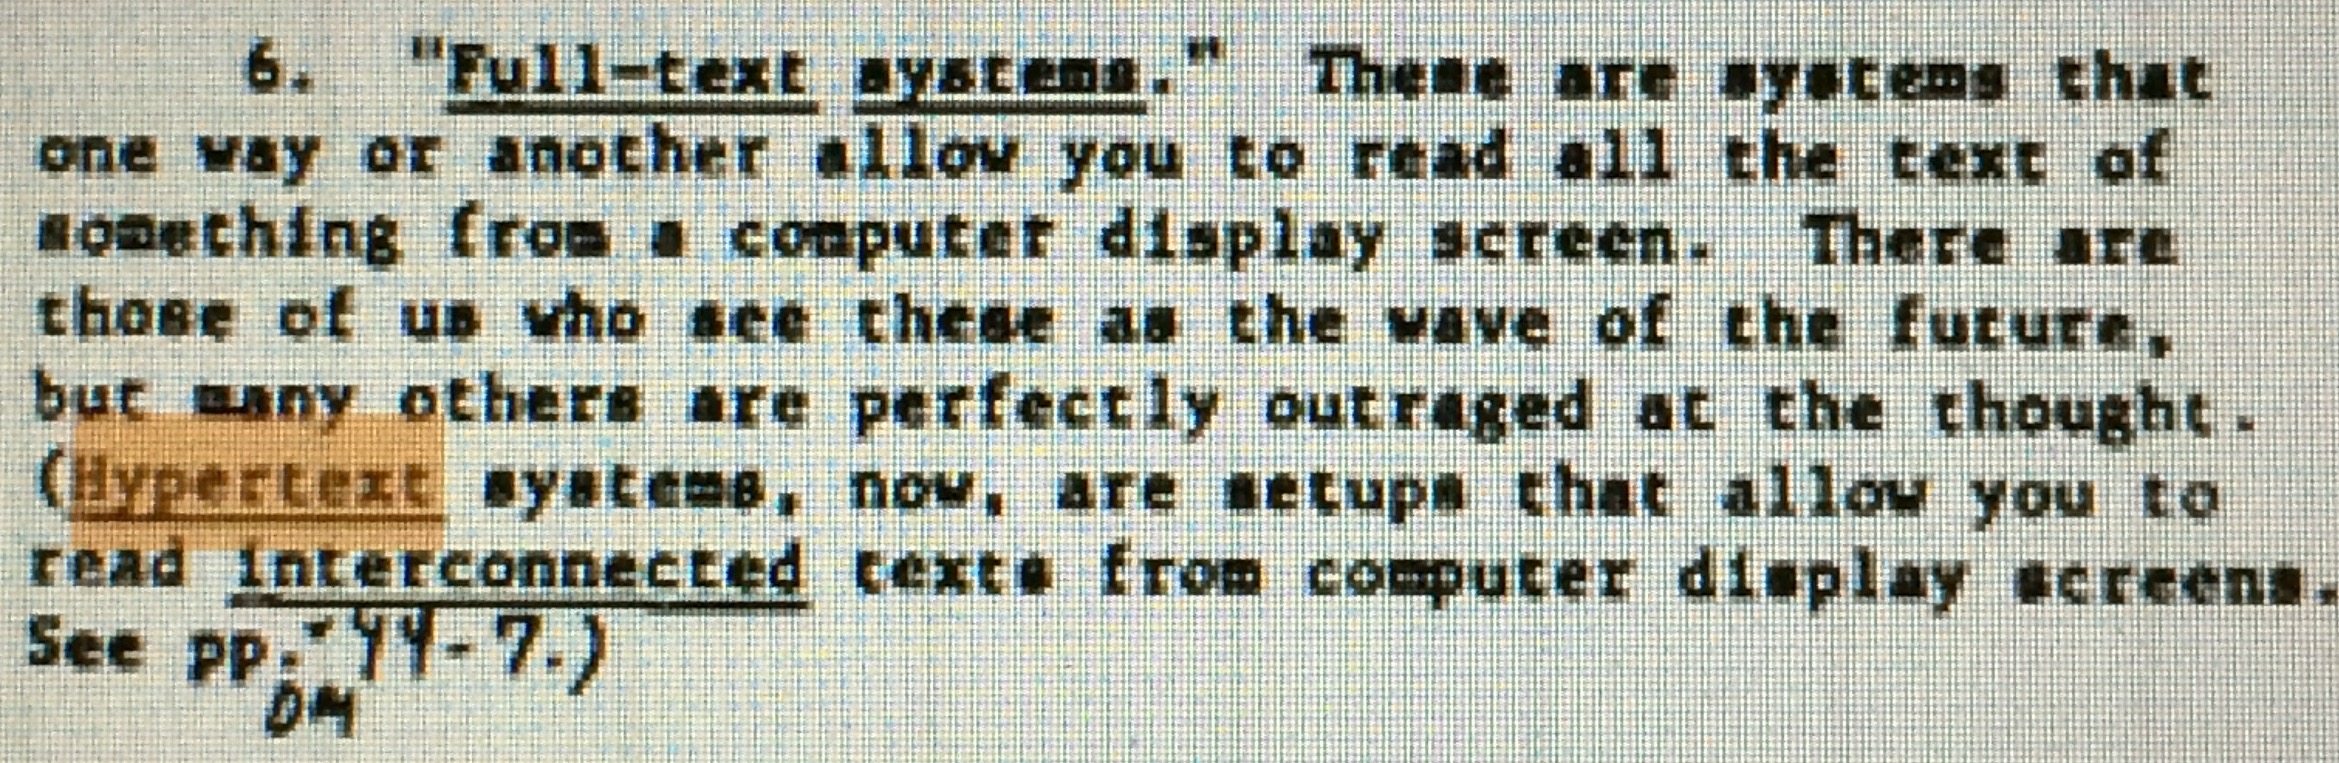 6. "Full-text systems." These are systems that
one way or another allow you to read all the text of
something from a computer display screen. There are
those of us who see these as the wave of the future,
but many others are perfectly outraged at the thought.
(Hypertext systems, now, are setups that allow you to
read interconnected texts from computer display screens.
See pp. 44-7.)
DM